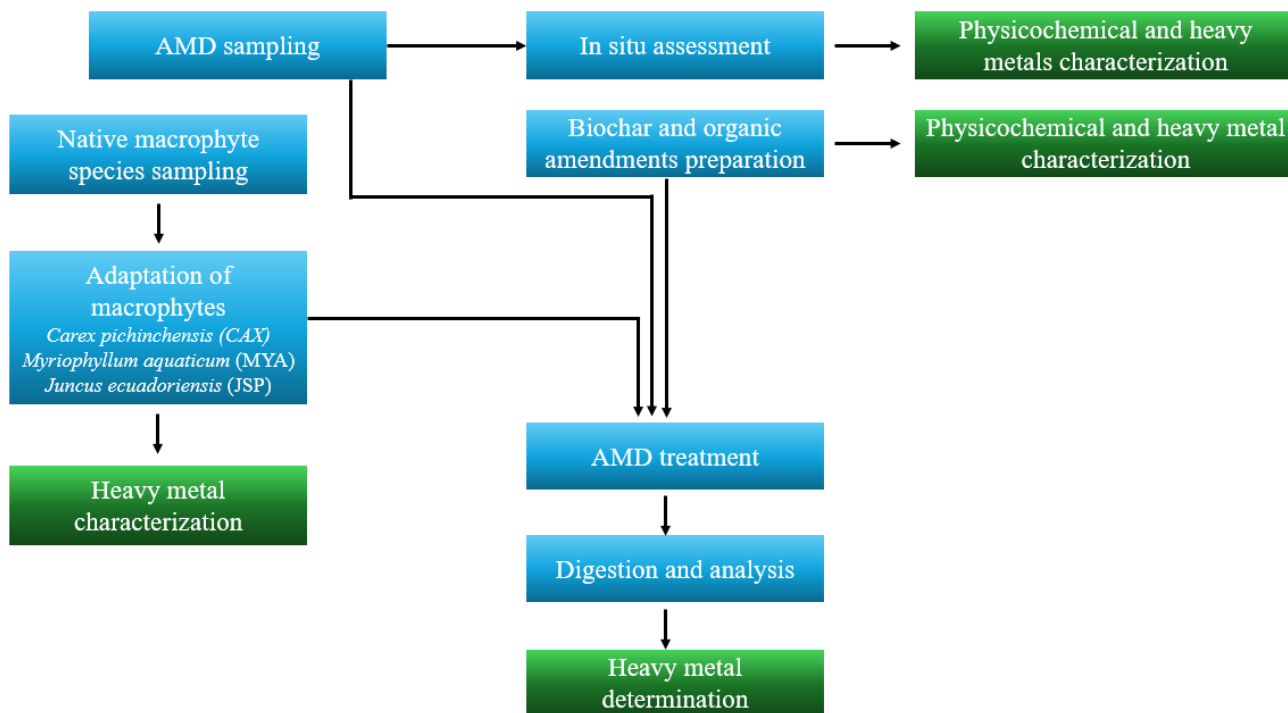 AMD sampling
In situ assessment
Physicochemical and heavy
metals characterization
Native macrophyte
species sampling
Biochar and organic
amendments preparation
Physicochemical and heavy metal
characterization
Adaptation of
macrophytes
Carex pichinchensis (CAX)
Myriophyllum aquaticum (MYA)
Juncus ecuadoriensis (JSP)
Heavy metal
characterization
AMD treatment
Digestion and analysis
Heavy metal
determination